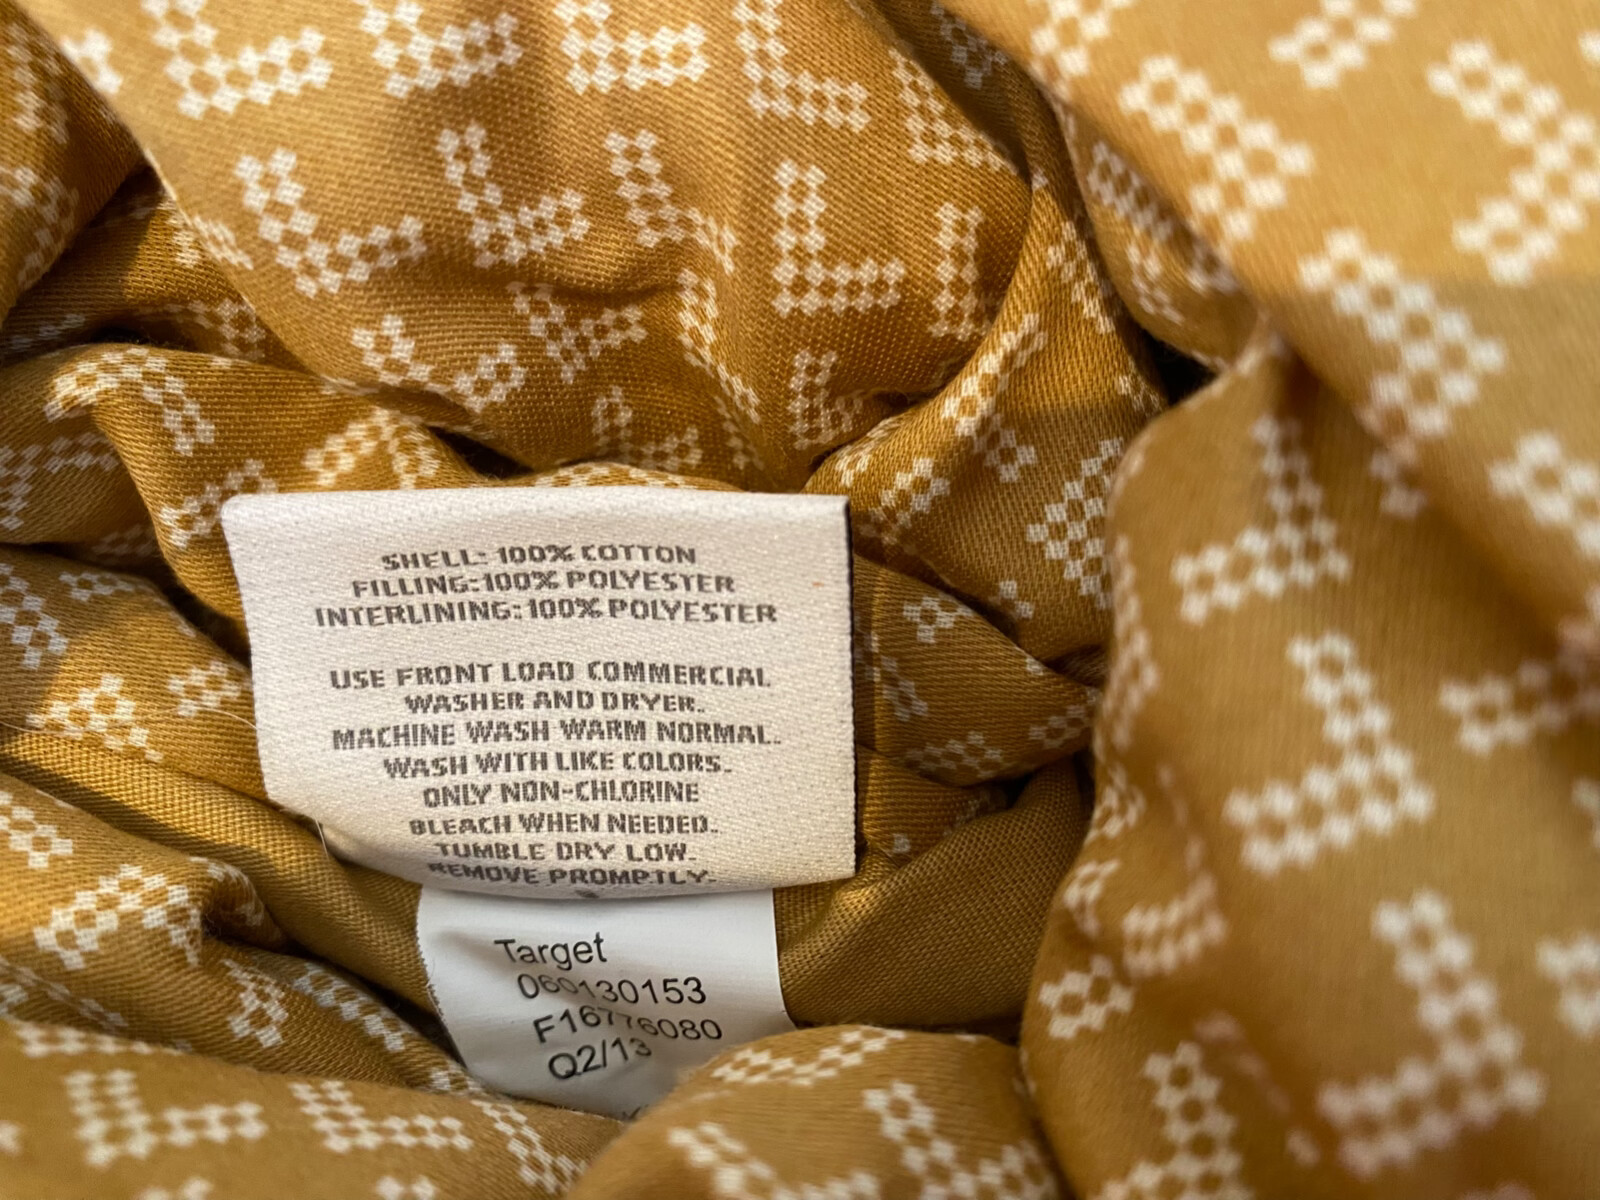 SHELL: 100% COTTON
FILLING: 100% POLYESTER
INTERLINING: 100% POLYESTER
USE FRONT LOAD COMMERCIAL
WASHER AND DRYER.
MACHINE WASH WARM NORMAL.
WASH WITH LIKE COLORS.
ONLY NON-CHLORINE
BLEACH WHEN NEEDED.
TUMBLE DRY LOW.
REMOVE PROMPTLY.
Target
060130153
F16776080
Q2/13